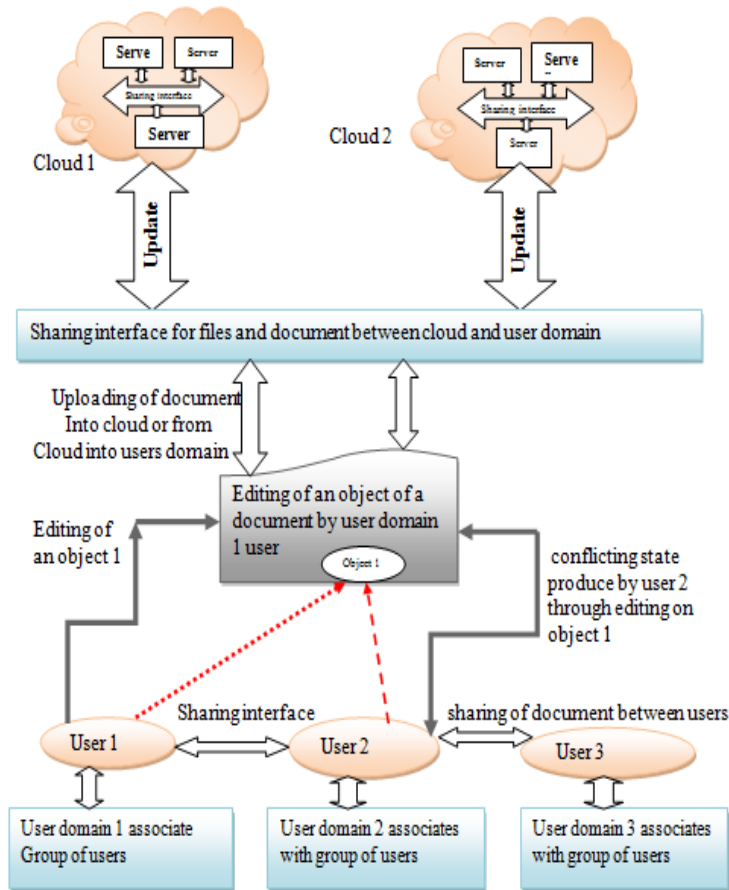 Serve
Server
Sharing interface
Server
Cloud 1
Server
Serve
Sharing interface
Server
Cloud 2
Update
Update
Sharing interface for files and document between cloud and user domain
Uploading of document
Into cloud or from
Cloud into users domain
Editing of an object of a
document by user domain
1 user
Object 1
Editing of
an object 1
conflicting state
produce by user 2
through editing on
object 1
Sharing interface
sharing of document between users
User 1
User 2
User 3
User domain 1 associate
Group of users
User domain 2 associates
with group of users
User domain 3 associates
with group of users